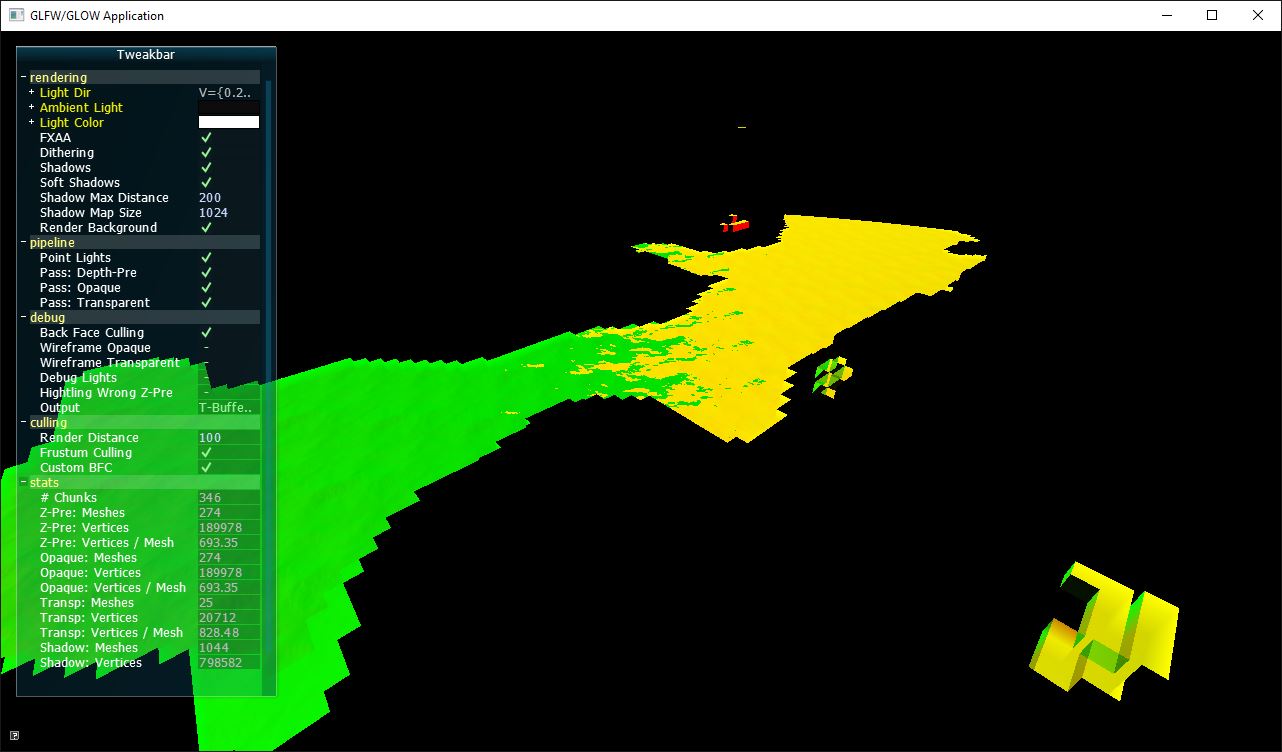 GLFW/GLOW Application
Tweakbar
rendering
Light Dir V={0.2..
Ambient Light
Light Color
FXAA
Dithering
Shadows
Soft Shadows
Shadow Max Distance 200
Shadow Map Size 1024
Render Background
pipeline
Point Lights
Pass: Depth-Pre
Pass: Opaque
Pass: Transparent
debug
Back Face Culling
Wireframe Opaque -
Wireframe Transparent -
Debug Lights -
Hightling Wrong Z-Pre -
Output T-Buffe..
culling
Render Distance 100
Frustum Culling
Custom BFC
stats
# Chunks 346
Z-Pre: Meshes 274
Z-Pre: Vertices 189978
Z-Pre: Vertices / Mesh 693.35
Opaque: Meshes 274
Opaque: Vertices 189978
Opaque: Vertices / Mesh 693.35
Transp: Meshes 25
Transp: Vertices 20712
Transp: Vertices / Mesh 828.48
Shadow: Meshes 1044
Shadow: Vertices 798582
?